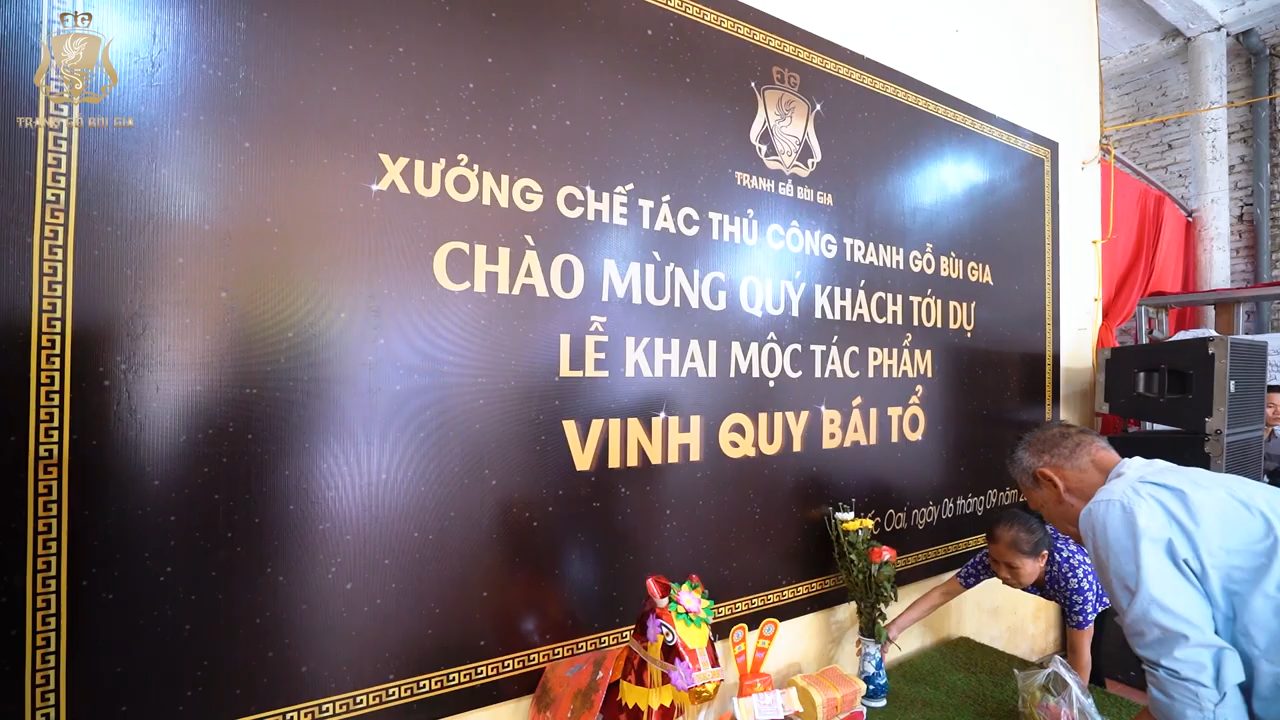 TRANH GỖ BÙI GIA
TRANH GỖ BÙI GIA
XƯỞNG CHẾ TÁC THỦ CÔNG TRANH GỖ BÙI GIA
CHÀO MỪNG QUÝ KHÁCH TỚI DỰ
LỄ KHAI MỘC TÁC PHẨM
VINH QUY BÁI TỔ
Oai, ngày 06 tháng 09 năm